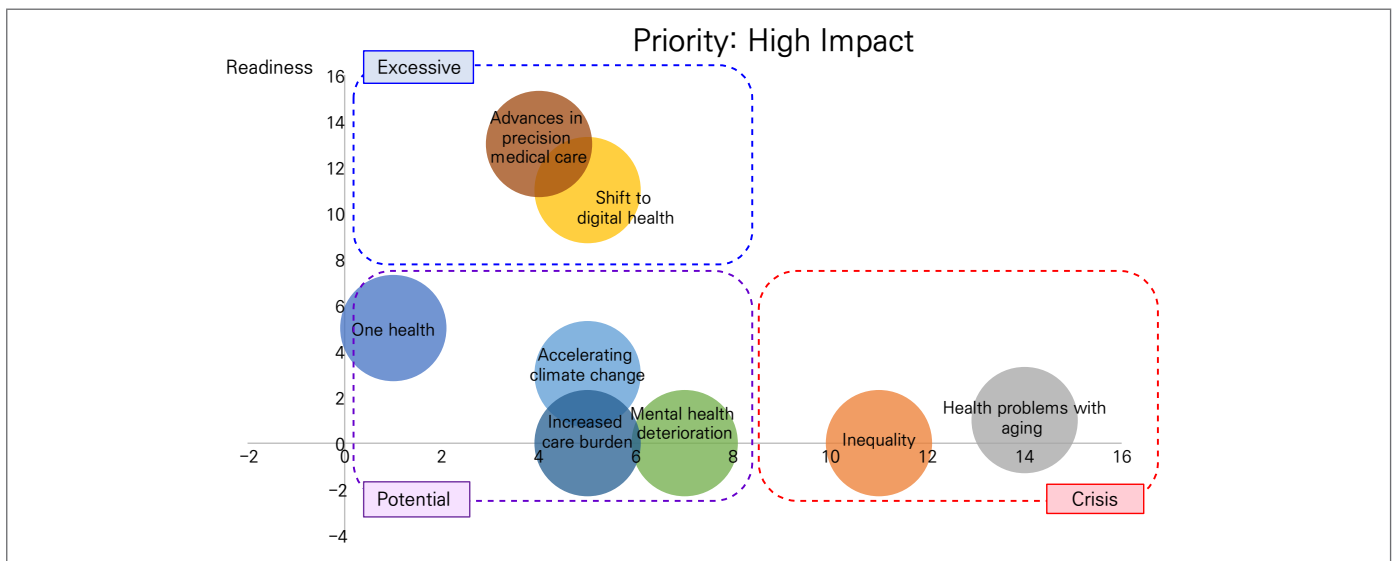 Priority: High Impact
Readiness
Excessive
16
14
12
10
8
6
4
2
0
−2
−4
Advances in
precision
medical care
Shift to
digital health
One health
Accelerating
climate change
Increased
care burden
Mental health
deterioration
Inequality
Health problems with
aging
−2
0
2
4
6
8
10
12
14
16
Potential
Crisis